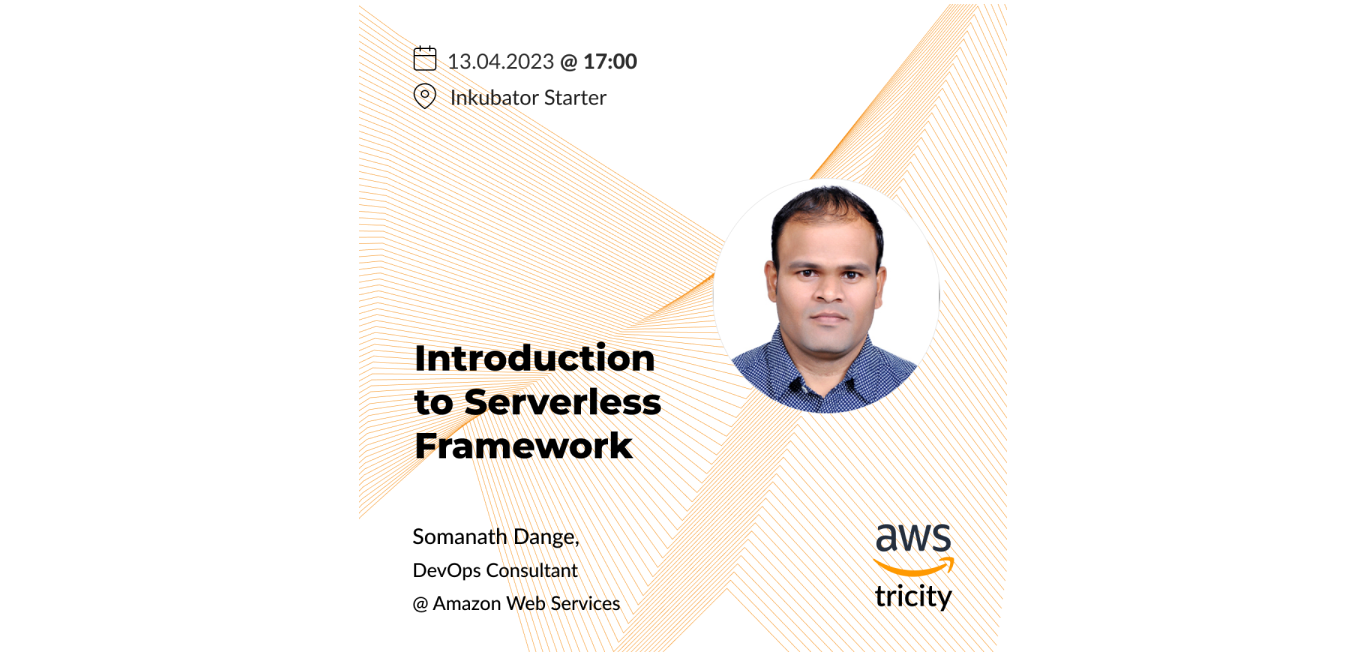 13.04.2023 @ 17:00
Inkubator Starter
Introduction
to Serverless
Framework
Somanath Dange,
DevOps Consultant
@ Amazon Web Services
aws
tricity